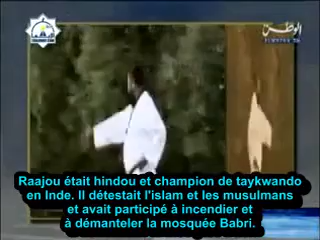 الوطن
Raajou était hindou et champion de taykwando
en Inde. Il détestait l'islam et les musulmans
et avait participé à incendier et
à démanteler la mosquée Babri.